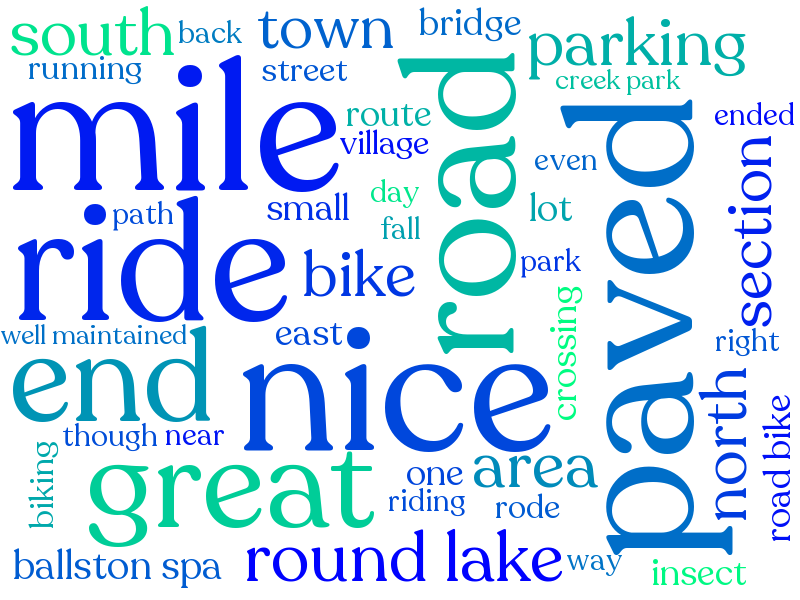 south
back
town
bridge
parking
running
street
creek park
mile
route
road
paved
ended
village
even
section
day
small
lot
path
fall
ride
bike
park
crossing
well maintained
east
right
end
nice
north
though
near
road bike
biking
great
one
area
riding
rode
ballston spa
round lake
way
insect